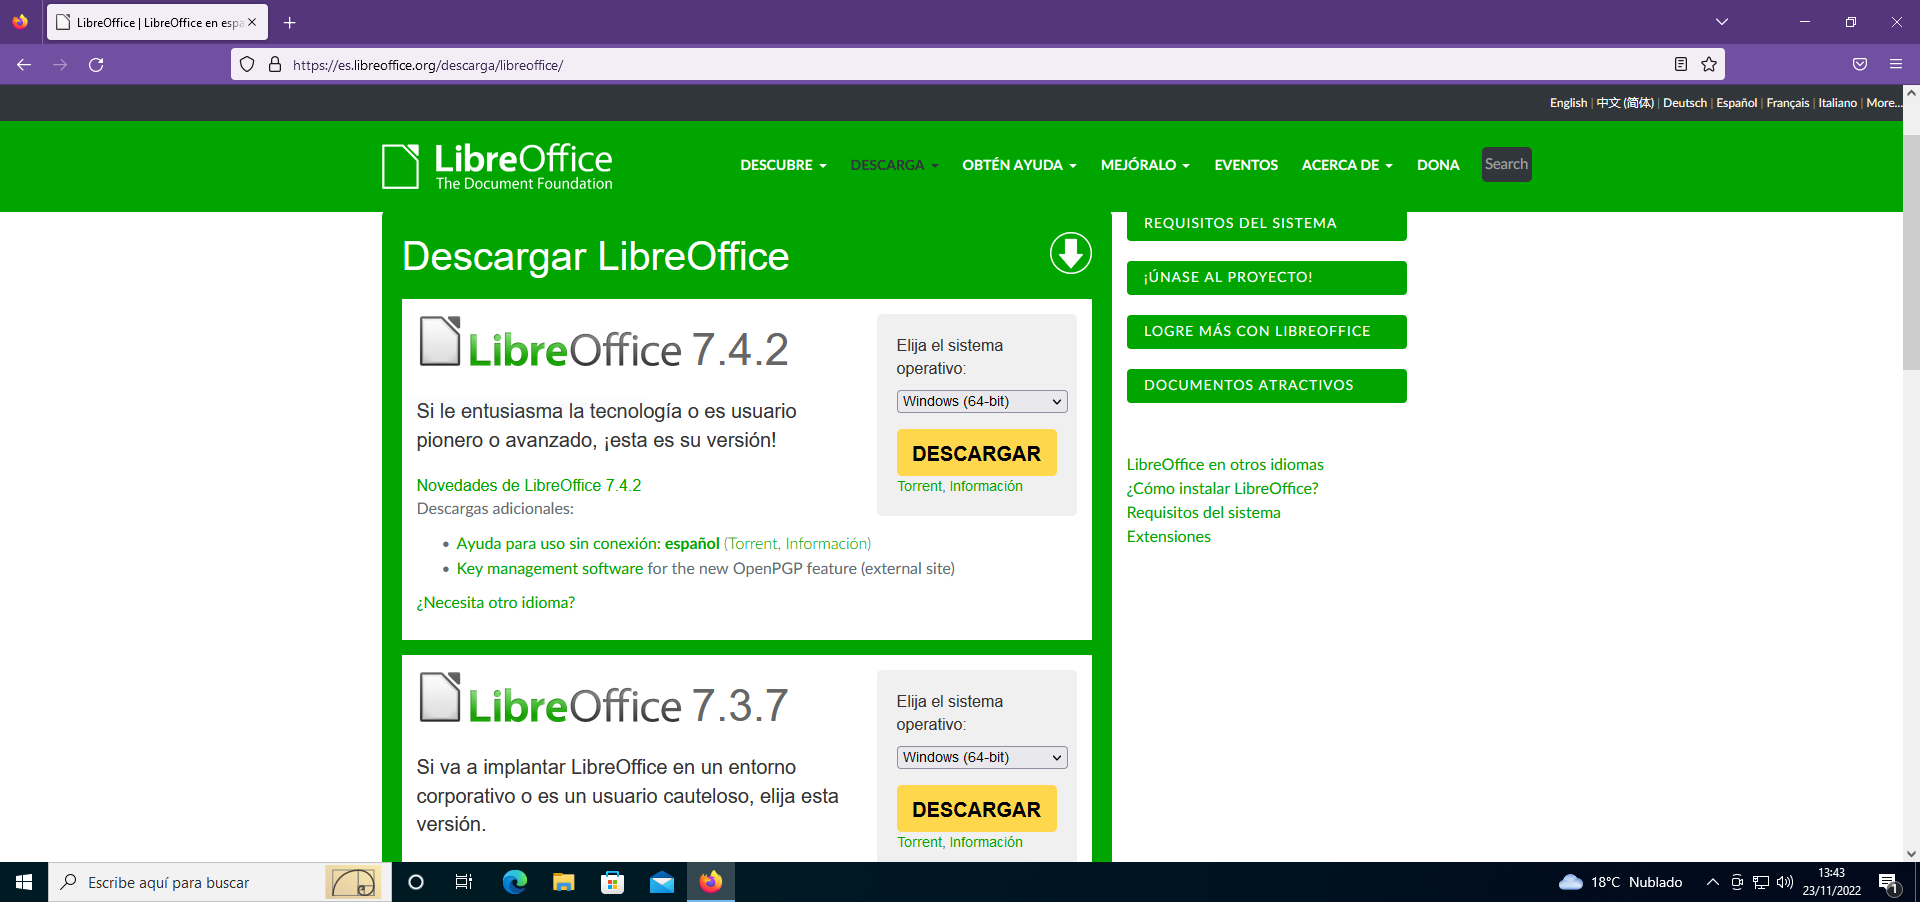 LibreOffice | LibreOffice en espa
https://es.libreoffice.org/descarga/libreoffice/
English | 中文 (简体) | Deutsch | Español | Français | Italiano | More...
LibreOffice
The Document Foundation
DESCUBRE DESCARGA OBTÉN AYUDA MEJÓRALO EVENTOS ACERCA DE DONA Search
Descargar LibreOffice
LibreOffice 7.4.2
Si le entusiasma la tecnología o es usuario
pionero o avanzado, ¡esta es su versión!
Novedades de LibreOffice 7.4.2
Descargas adicionales:
• Ayuda para uso sin conexión: español (Torrent, Información)
• Key management software for the new OpenPGP feature (external site)
¿Necesita otro idioma?
Elija el sistema
operativo:
Windows (64-bit)
DESCARGAR
Torrent, Información
LibreOffice 7.3.7
Si va a implantar LibreOffice en un entorno
corporativo o es un usuario cauteloso, elija esta
versión.
Elija el sistema
operativo:
Windows (64-bit)
DESCARGAR
Torrent, Información
REQUISITOS DEL SISTEMA
¡ÚNASE AL PROYECTO!
LOGRE MÁS CON LIBREOFFICE
DOCUMENTOS ATRACTIVOS
LibreOffice en otros idiomas
¿Cómo instalar LibreOffice?
Requisitos del sistema
Extensiones
Escribe aquí para buscar
18°C Nublado
13:43
23/11/2022
1